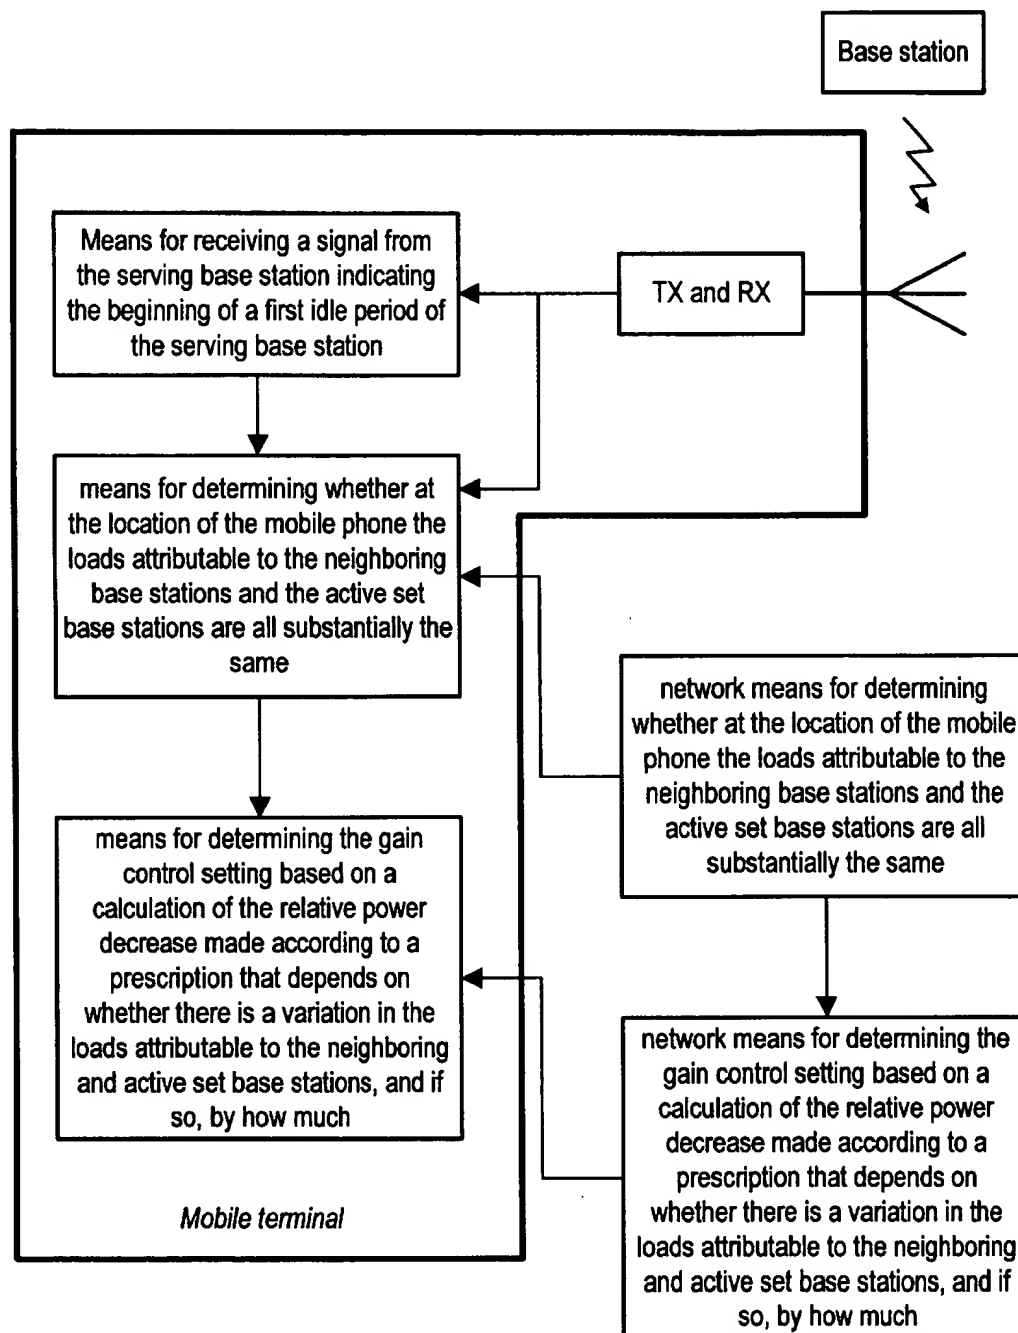 Base station
Means for receiving a signal from
the serving base station indicating
the beginning of a first idle period of
the serving base station
TX and RX
means for determining whether at
the location of the mobile phone the
loads attributable to the neighboring
base stations and the active set
base stations are all substantially the
same
network means for determining
whether at the location of the mobile
phone the loads attributable to the
neighboring base stations and the
active set base stations are all
substantially the same
means for determining the gain
control setting based on a
calculation of the relative power
decrease made according to a
prescription that depends on
whether there is a variation in the
loads attributable to the neighboring
and active set base stations, and if
so, by how much
network means for determining the
gain control setting based on a
calculation of the relative power
decrease made according to a
prescription that depends on
whether there is a variation in the
loads attributable to the neighboring
and active set base stations, and if
so, by how much
Mobile terminal